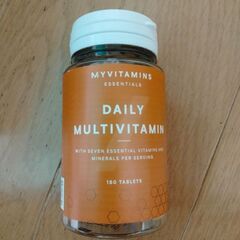 MYVITAMINS
ESSENTIALS
DAILY
MULTIVITAMIN
WITH SEVEN ESSENTIAL VITAMINS AND
MINERALS PER SERVING
180 TABLETS